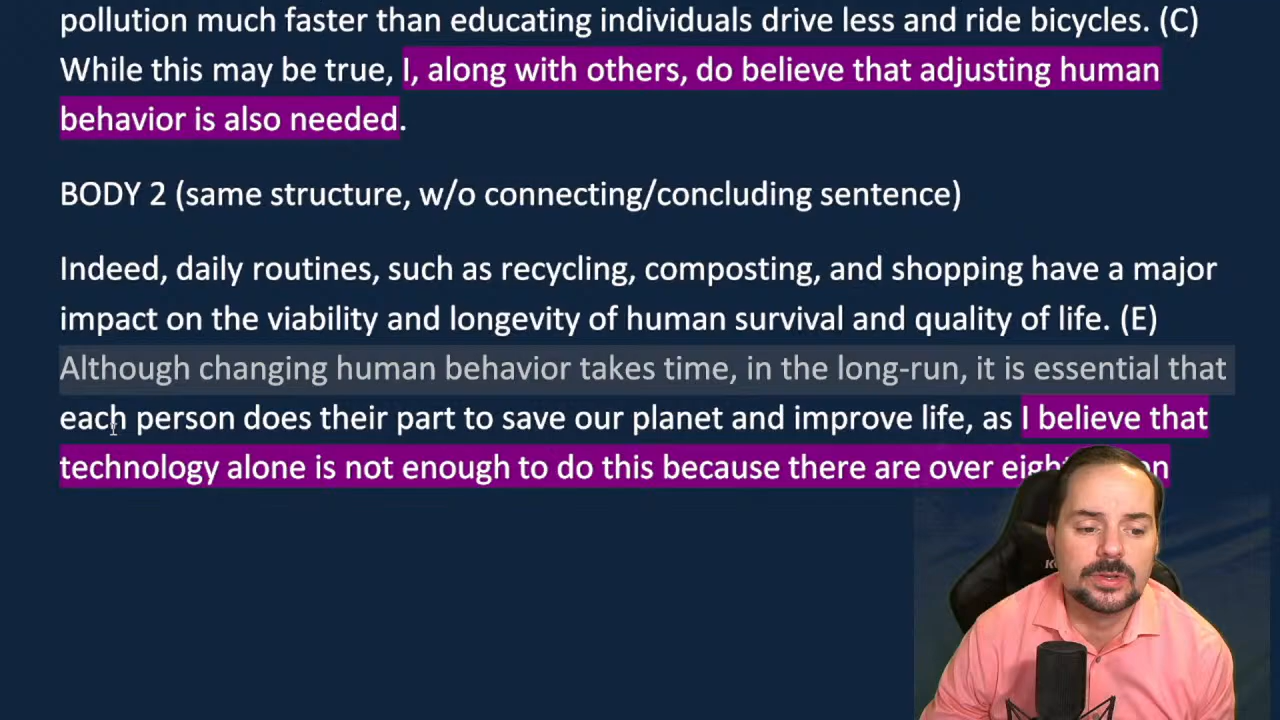 pollution much faster than educating individuals drive less and ride bicycles. (C)
While this may be true, I, along with others, do believe that adjusting human
behavior is also needed.
BODY 2 (same structure, w/o connecting/concluding sentence)
Indeed, daily routines, such as recycling, composting, and shopping have a major
impact on the viability and longevity of human survival and quality of life. (E)
Although changing human behavior takes time, in the long-run, it is essential that
each person does their part to save our planet and improve life, as I believe that
technology alone is not enough to do this because there are over